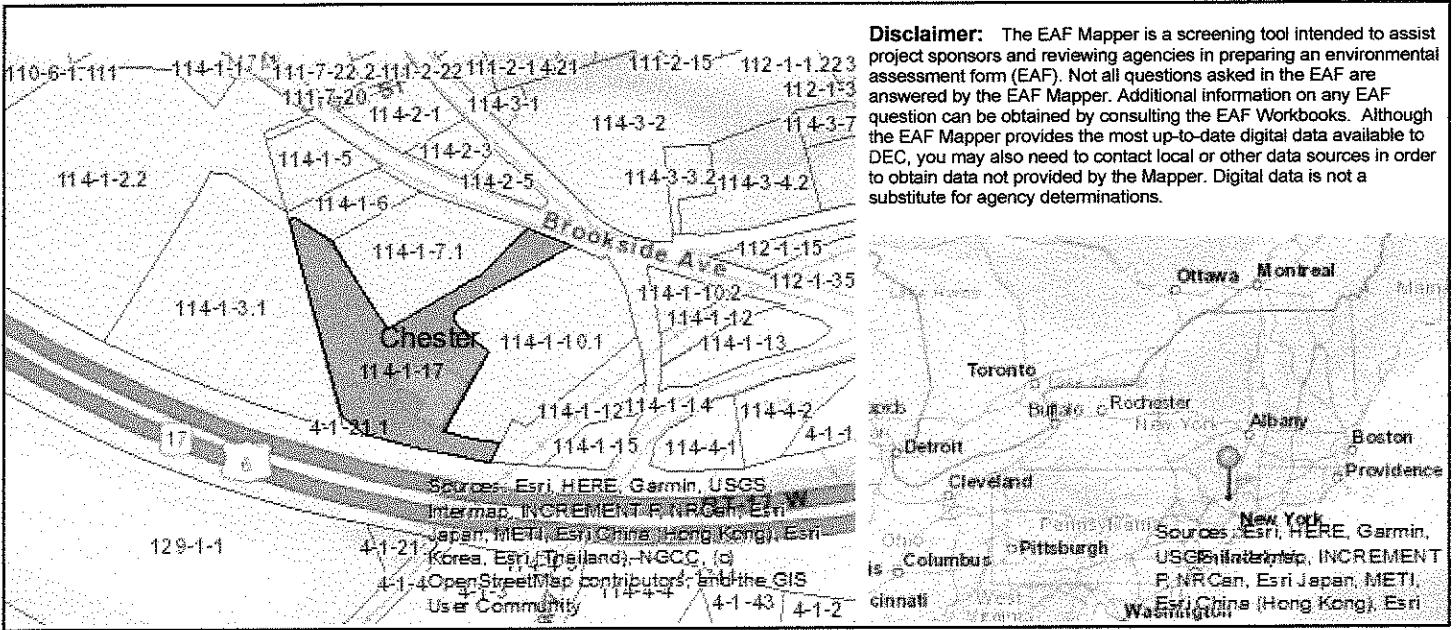 Disclaimer: The EAF Mapper is a screening tool intended to assist
project sponsors and reviewing agencies in preparing an environmental
assessment form (EAF). Not all questions asked in the EAF are
answered by the EAF Mapper. Additional information on any EAF
question can be obtained by consulting the EAF Workbooks. Although
the EAF Mapper provides the most up-to-date digital data available to
DEC, you may also need to contact local or other data sources in order
to obtain data not provided by the Mapper. Digital data is not a
substitute for agency determinations.
110-6-1.111
111-7-22.2
111-2-22
111-2-14.21
111-2-15
112-1-1.22
111-7-20
114-2-1
114-3-1
112-1-3
114-3-2
114-3-7
114-1-5
114-2-3
114-1-2.2
114-2-5
114-3-3.2
114-3-4.2
114-1-6
Brookside Ave
114-1-7.1
112-1-15
112-1-35
114-1-10.2
114-1-3.1
114-1-12
Chester
114-1-10.1
114-1-13
114-1-17
114-1-12
114-1-14
114-4-2
4-1-21.1
114-1-15
114-4-1
4-1-1
17
6
Sources: Esri, HERE, Garmin, USGS,
Intermap, INCREMENT P, NRCan, Esri
Japan, METI, Esri China (Hong Kong), Esri
Korea, Esri (Thailand), NGCC, (c)
OpenStreetMap contributors, and the GIS
User Community
129-1-1
4-1-21
4-1-43
4-1-2
Ottawa
Montreal
Toronto
Buffalo
Rochester
New York
Albany
Boston
Detroit
Providence
Cleveland
Pennsylvania
New York
Ohio
Columbus
Pittsburgh
cinnati
Washington
Sources: Esri, HERE, Garmin,
USGS, Intermap, INCREMENT
P, NRCan, Esri Japan, METI,
Esri China (Hong Kong), Esri